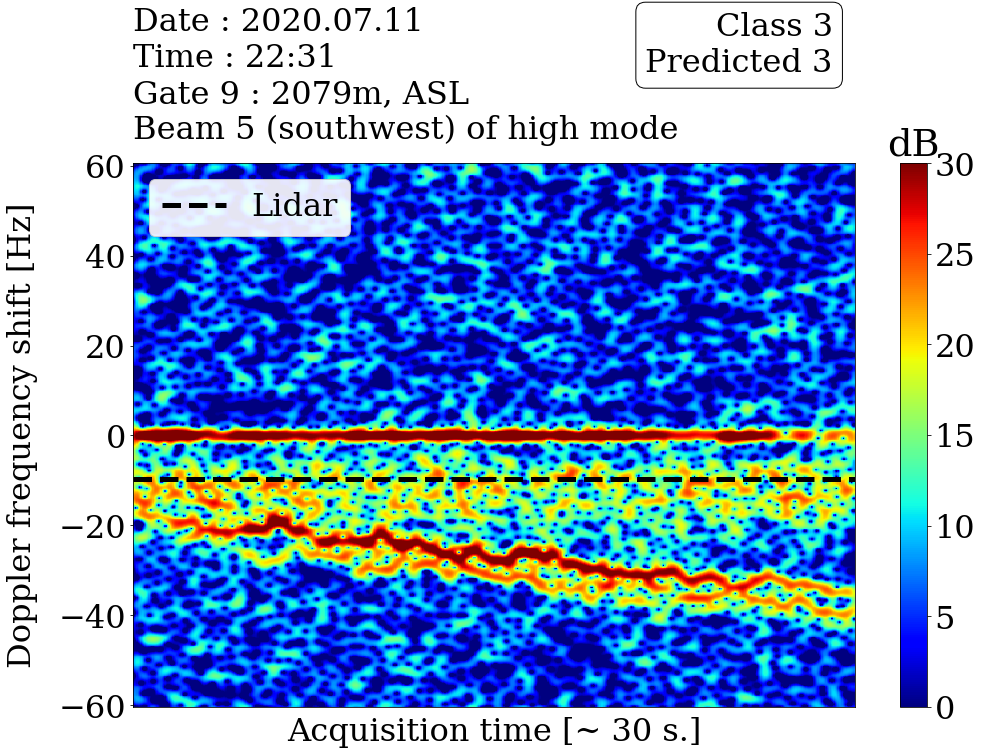 Date : 2020.07.11
Time : 22:31
Gate 9 : 2079m, ASL
Beam 5 (southwest) of high mode
Class 3
Predicted 3
dB
Lidar
Doppler frequency shift [Hz]
60
40
20
0
−20
−40
−60
Acquisition time [~ 30 s.]
30
25
20
15
10
5
0